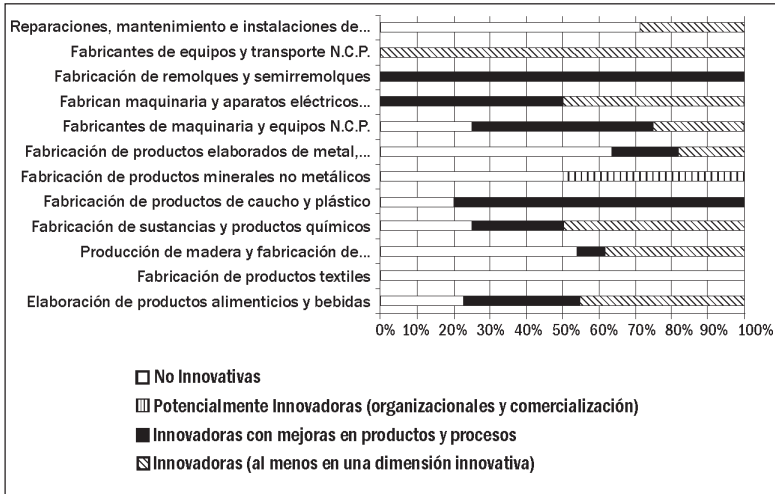 Reparaciones, mantenimiento e instalaciones de...
Fabricantes de equipos y transporte N.C.P.
Fabricación de remolques y semirremolques
Fabrican maquinaria y aparatos eléctricos...
Fabricantes de maquinaria y equipos N.C.P.
Fabricación de productos elaborados de metal,...
Fabricación de productos minerales no metálicos
Fabricación de productos de caucho y plástico
Fabricación de sustancias y productos químicos
Producción de madera y fabricación de...
Fabricación de productos textiles
Elaboración de productos alimenticios y bebidas
0% 10% 20% 30% 40% 50% 60% 70% 80% 90% 100%
No Innovativas
Potencialmente Innovadoras (organizacionales y comercialización)
Innovadoras con mejoras en productos y procesos
Innovadoras (al menos en una dimensión innovativa)